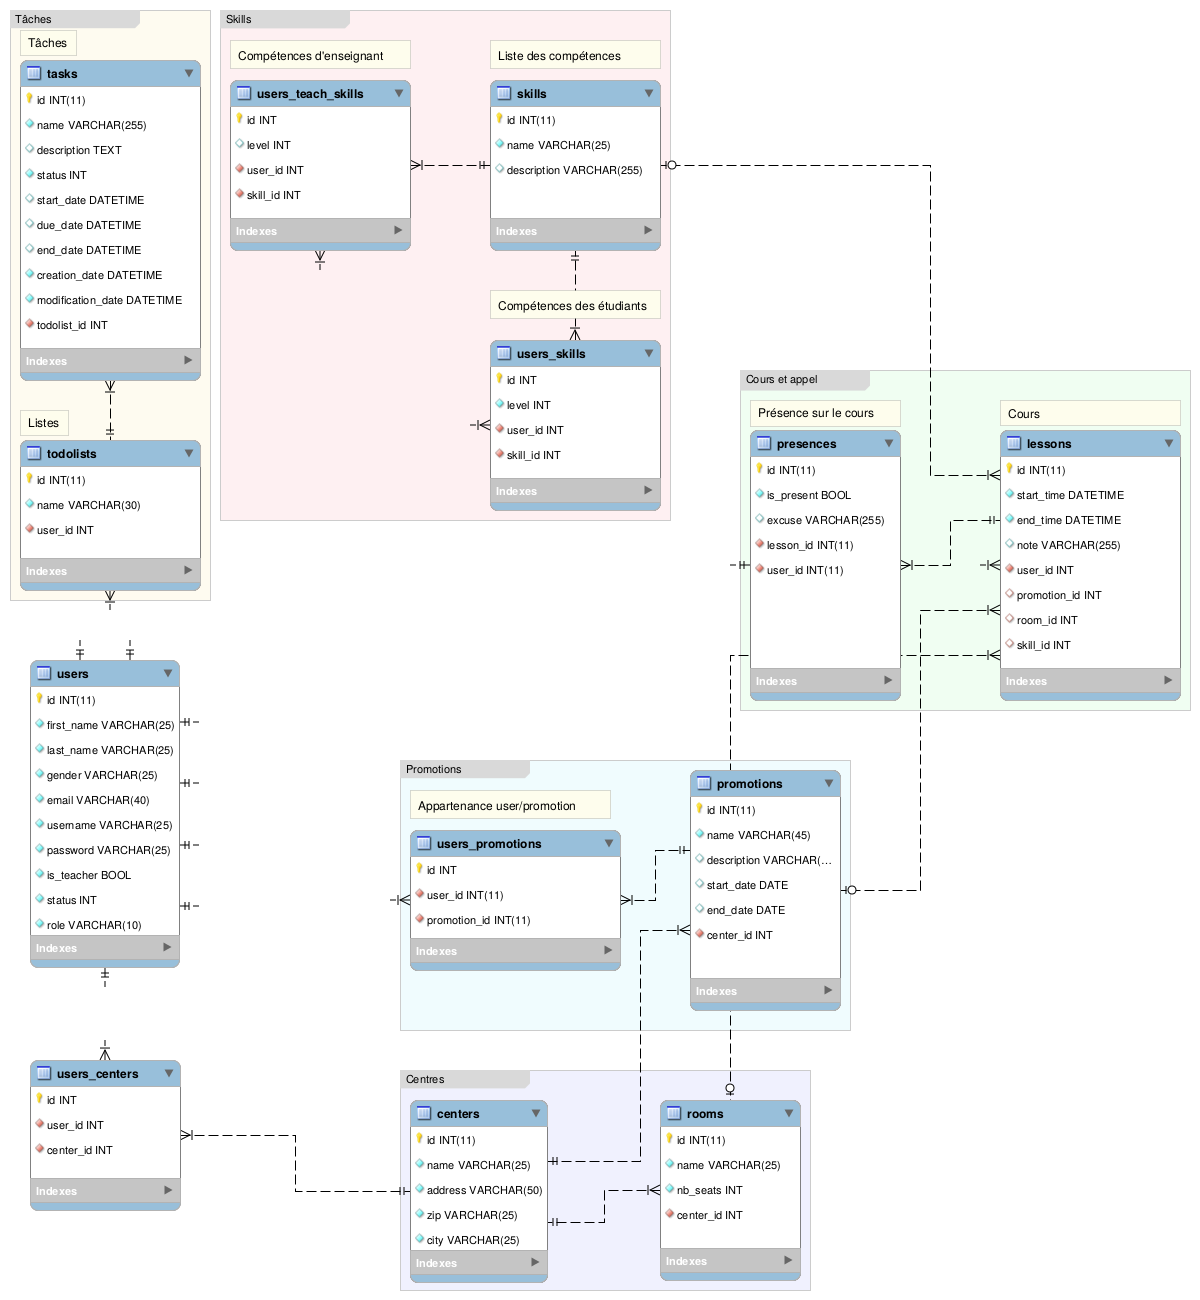 Tâches
Tâches
tasks
id INT(11)
name VARCHAR(255)
description TEXT
status INT
start_date DATETIME
due_date DATETIME
end_date DATETIME
creation_date DATETIME
modification_date DATETIME
todolist_id INT
Indexes
Listes
todolists
id INT(11)
name VARCHAR(30)
user_id INT
Indexes
Skills
Compétences d'enseignant
users_teach_skills
id INT
level INT
user_id INT
skill_id INT
Indexes
Liste des compétences
skills
id INT(11)
name VARCHAR(25)
description VARCHAR(255)
Indexes
Compétences des étudiants
users_skills
id INT
level INT
user_id INT
skill_id INT
Indexes
Cours et appel
Présence sur le cours
presences
id INT(11)
is_present BOOL
excuse VARCHAR(255)
lesson_id INT(11)
user_id INT(11)
Indexes
Cours
lessons
id INT(11)
start_time DATETIME
end_time DATETIME
note VARCHAR(255)
user_id INT
promotion_id INT
room_id INT
skill_id INT
Indexes
users
id INT(11)
first_name VARCHAR(25)
last_name VARCHAR(25)
gender VARCHAR(25)
email VARCHAR(40)
username VARCHAR(25)
password VARCHAR(25)
is_teacher BOOL
status INT
role VARCHAR(10)
Indexes
Promotions
Appartenance user/promotion
users_promotions
id INT
user_id INT(11)
promotion_id INT(11)
Indexes
promotions
id INT(11)
name VARCHAR(45)
description VARCHAR(...
start_date DATE
end_date DATE
center_id INT
Indexes
users_centers
id INT
user_id INT
center_id INT
Indexes
Centres
centers
id INT(11)
name VARCHAR(25)
address VARCHAR(50)
zip VARCHAR(25)
city VARCHAR(25)
Indexes
rooms
id INT(11)
name VARCHAR(25)
nb_seats INT
center_id INT
Indexes